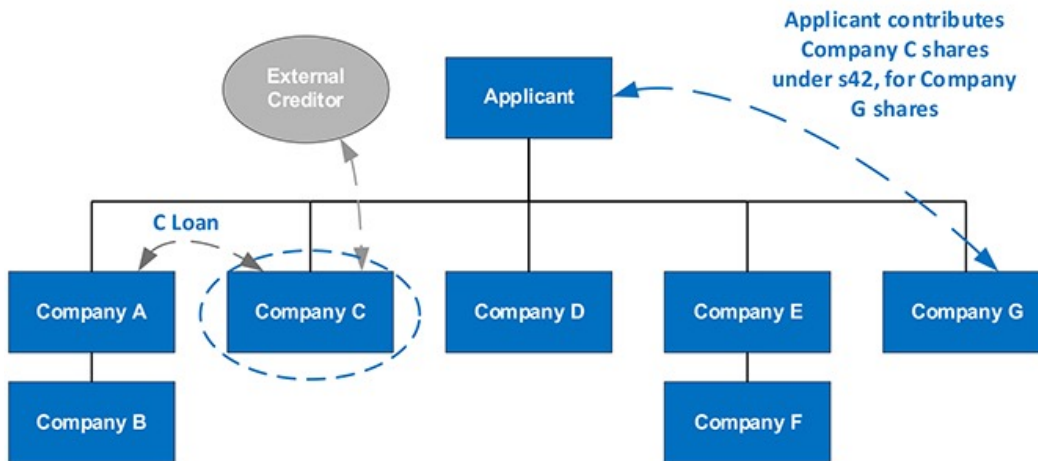 Applicant contributes
Company C shares
under s42, for Company
G shares
External
Creditor
Applicant
C Loan
Company A
Company C
Company D
Company E
Company G
Company B
Company F